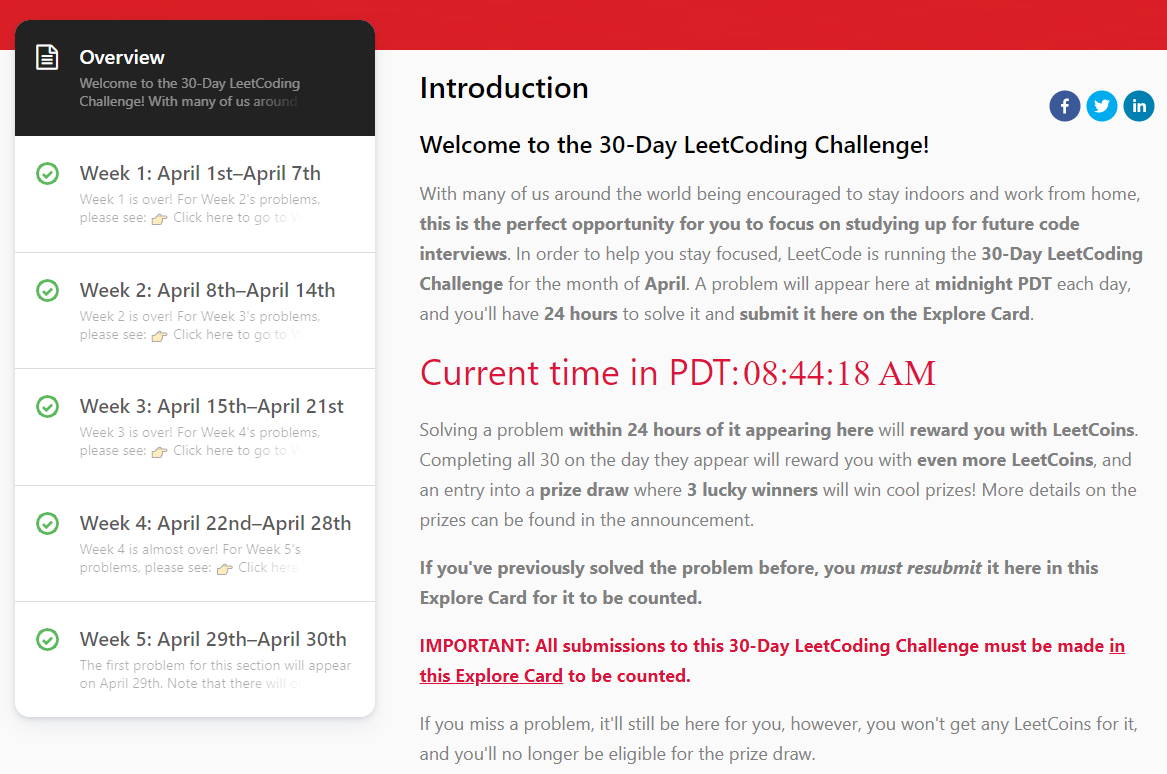 Overview
Welcome to the 30-Day LeetCoding
Challenge! With many of us around
Week 1: April 1st–April 7th
Week 1 is over! For Week 2's problems,
please see: 👉 Click here to go to W
Week 2: April 8th–April 14th
Week 2 is over! For Week 3's problems,
please see: 👉 Click here to go to W
Week 3: April 15th–April 21st
Week 3 is over! For Week 4's problems,
please see: 👉 Click here to go to W
Week 4: April 22nd–April 28th
Week 4 is almost over! For Week 5's
problems, please see: 👉 Click here
Week 5: April 29th–April 30th
The first problem for this section will appear
on April 29th. Note that there will o
Introduction
Welcome to the 30-Day LeetCoding Challenge!
With many of us around the world being encouraged to stay indoors and work from home,
this is the perfect opportunity for you to focus on studying up for future code
interviews. In order to help you stay focused, LeetCode is running the 30-Day LeetCoding
Challenge for the month of April. A problem will appear here at midnight PDT each day,
and you'll have 24 hours to solve it and submit it here on the Explore Card.
Current time in PDT:08:44:18 AM
Solving a problem within 24 hours of it appearing here will reward you with LeetCoins.
Completing all 30 on the day they appear will reward you with even more LeetCoins, and
an entry into a prize draw where 3 lucky winners will win cool prizes! More details on the
prizes can be found in the announcement.
If you've previously solved the problem before, you must resubmit it here in this
Explore Card for it to be counted.
IMPORTANT: All submissions to this 30-Day LeetCoding Challenge must be made in
this Explore Card to be counted.
If you miss a problem, it'll still be here for you, however, you won't get any LeetCoins for it,
and you'll no longer be eligible for the prize draw.